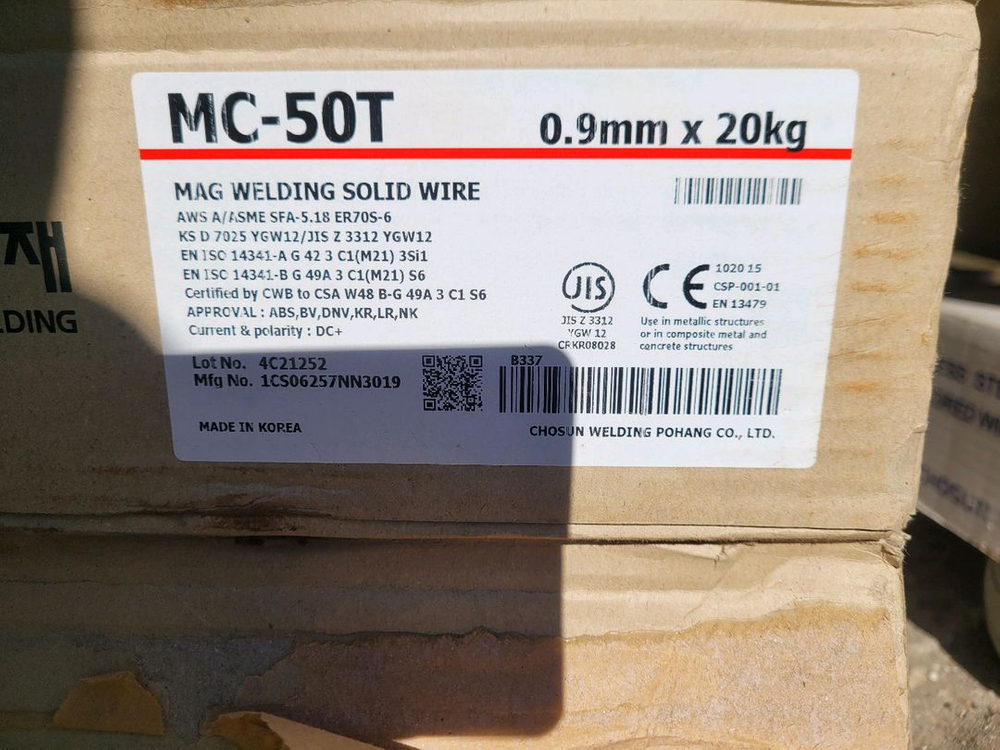 MC-50T
0.9mm x 20kg
MAG WELDING SOLID WIRE
AWS A/ASME SFA-5.18 ER70S-6
KS D 7025 YGW12/JIS Z 3312 YGW12
EN ISO 14341-A G 42 3 C1(M21) 3Si1
EN ISO 14341-B G 49A 3 C1(M21) S6
Certified by CWB to CSA W48 B-G 49A 3 C1 S6
APPROVAL : ABS,BV,DNV,KR,LR,NK
Current & polarity : DC+
JIS
JIS Z 3312
YGW 12
CRKR08028
CE
1020 15
CSP-001-01
EN 13479
Use in metallic structures
or in composite metal and
concrete structures
Lot No. 4C21252
Mfg No. 1CS06257NN3019
B337
MADE IN KOREA
CHOSUN WELDING POHANG CO., LTD.
재
LDING